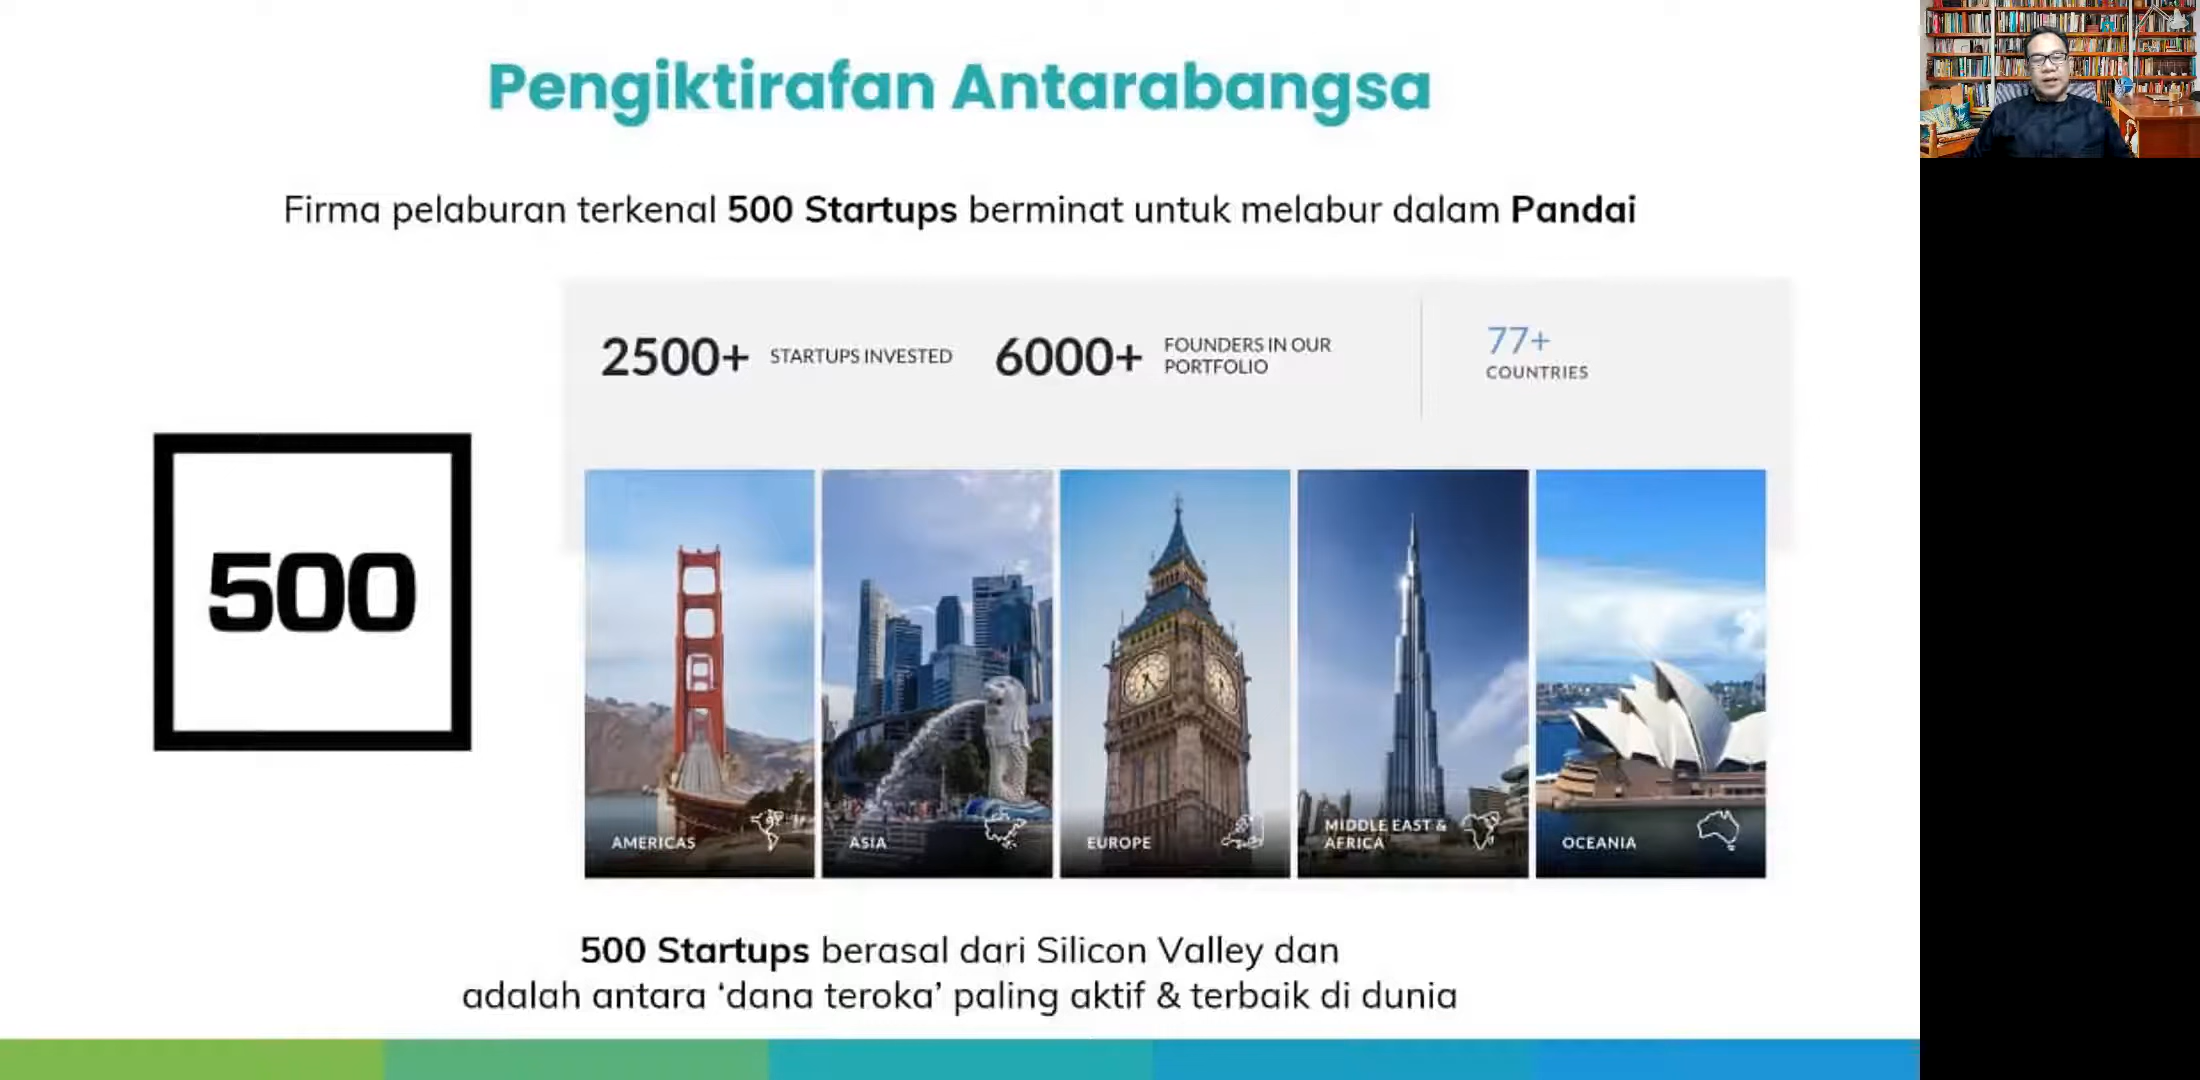 Pengiktirafan Antarabangsa
Firma pelaburan terkenal 500 Startups berminat untuk melabur dalam Pandai
2500+ STARTUPS INVESTED
6000+ FOUNDERS IN OUR
PORTFOLIO
77+
COUNTRIES
500
AMERICAS
ASIA
EUROPE
MIDDLE EAST &
AFRICA
OCEANIA
500 Startups berasal dari Silicon Valley dan
adalah antara ‘dana teroka’ paling aktif & terbaik di dunia